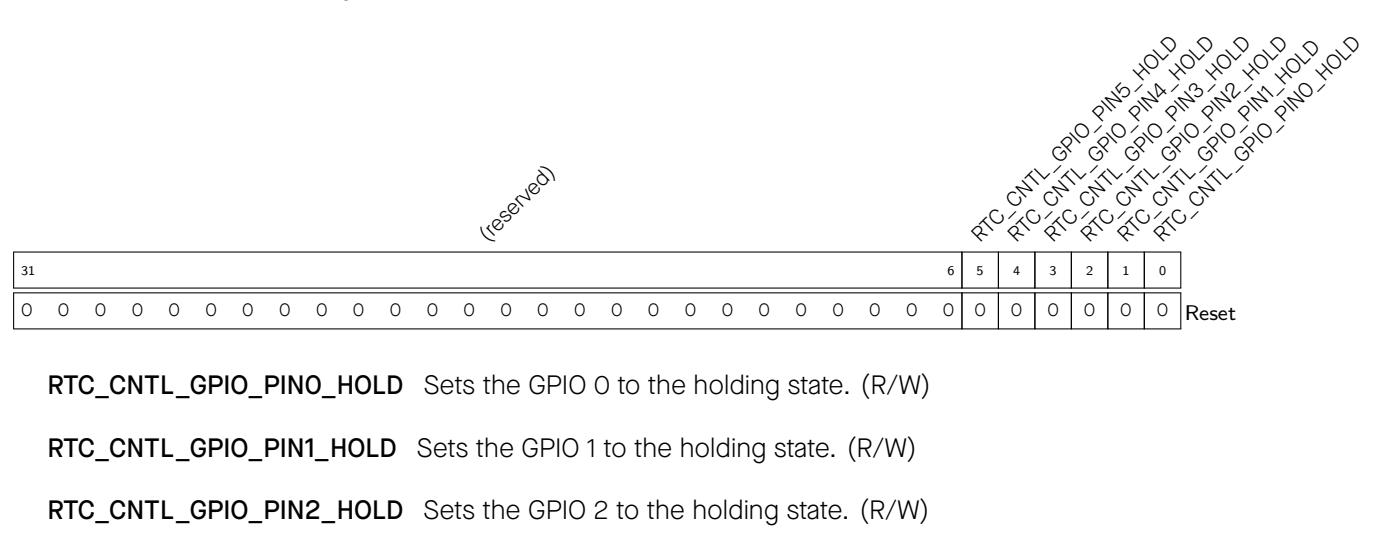 RTC_CNTL_GPIO_PIN5_HOLD
RTC_CNTL_GPIO_PIN4_HOLD
RTC_CNTL_GPIO_PIN3_HOLD
RTC_CNTL_GPIO_PIN2_HOLD
RTC_CNTL_GPIO_PIN1_HOLD
RTC_CNTL_GPIO_PIN0_HOLD
(reserved)
31 6 5 4 3 2 1 0
0 0 0 0 0 0 0 0 0 0 0 0 0 0 0 0 0 0 0 0 0 0 0 0 0 0 0 0 0 0 0 0 Reset
RTC_CNTL_GPIO_PIN0_HOLD Sets the GPIO 0 to the holding state. (R/W)
RTC_CNTL_GPIO_PIN1_HOLD Sets the GPIO 1 to the holding state. (R/W)
RTC_CNTL_GPIO_PIN2_HOLD Sets the GPIO 2 to the holding state. (R/W)